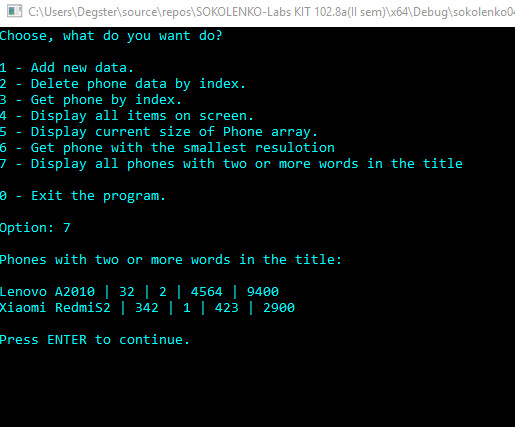 C:\Users\Degster\source\repos\SOKOLENKO-Labs KIT 102.8a(II sem)\x64\Debug\sokolenko04
Choose, what do you want do?
1 - Add new data.
2 - Delete phone data by index.
3 - Get phone by index.
4 - Display all items on screen.
5 - Display current size of Phone array.
6 - Get phone with the smallest resulotion
7 - Display all phones with two or more words in the title
0 - Exit the program.
Option: 7
Phones with two or more words in the title:
Lenovo A2010 | 32 | 2 | 4564 | 9400
Xiaomi RedmiS2 | 342 | 1 | 423 | 2900
Press ENTER to continue.